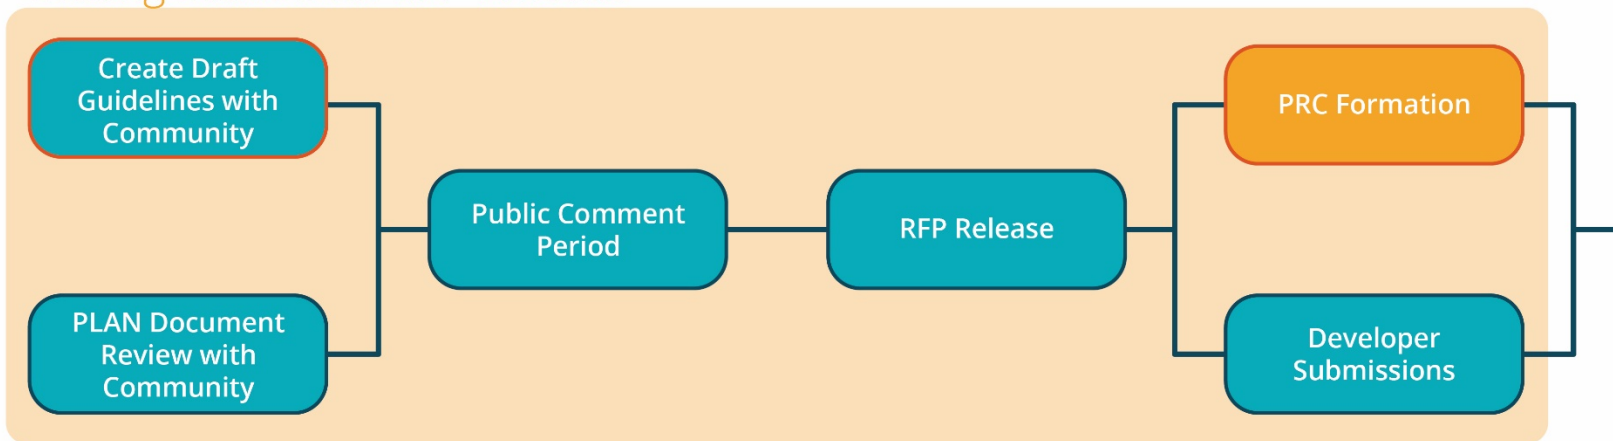 Create Draft
Guidelines with
Community
PLAN Document
Review with
Community
Public Comment
Period
RFP Release
PRC Formation
Developer
Submissions